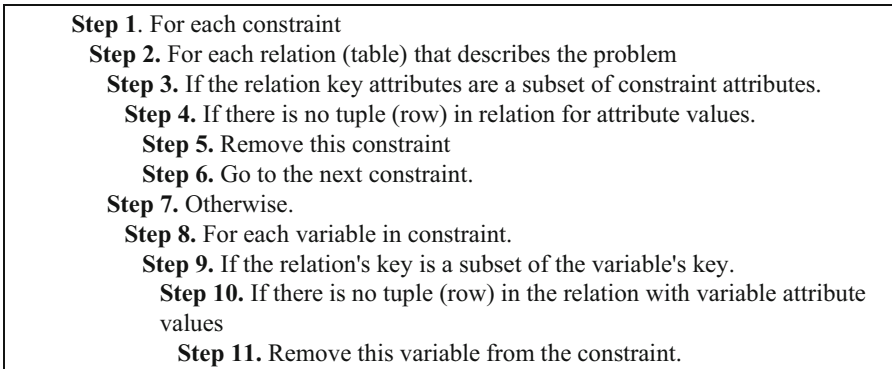 Step 1. For each constraint
Step 2. For each relation (table) that describes the problem
Step 3. If the relation key attributes are a subset of constraint attributes.
Step 4. If there is no tuple (row) in relation for attribute values.
Step 5. Remove this constraint
Step 6. Go to the next constraint.
Step 7. Otherwise.
Step 8. For each variable in constraint.
Step 9. If the relation's key is a subset of the variable's key.
Step 10. If there is no tuple (row) in the relation with variable attribute
values
Step 11. Remove this variable from the constraint.